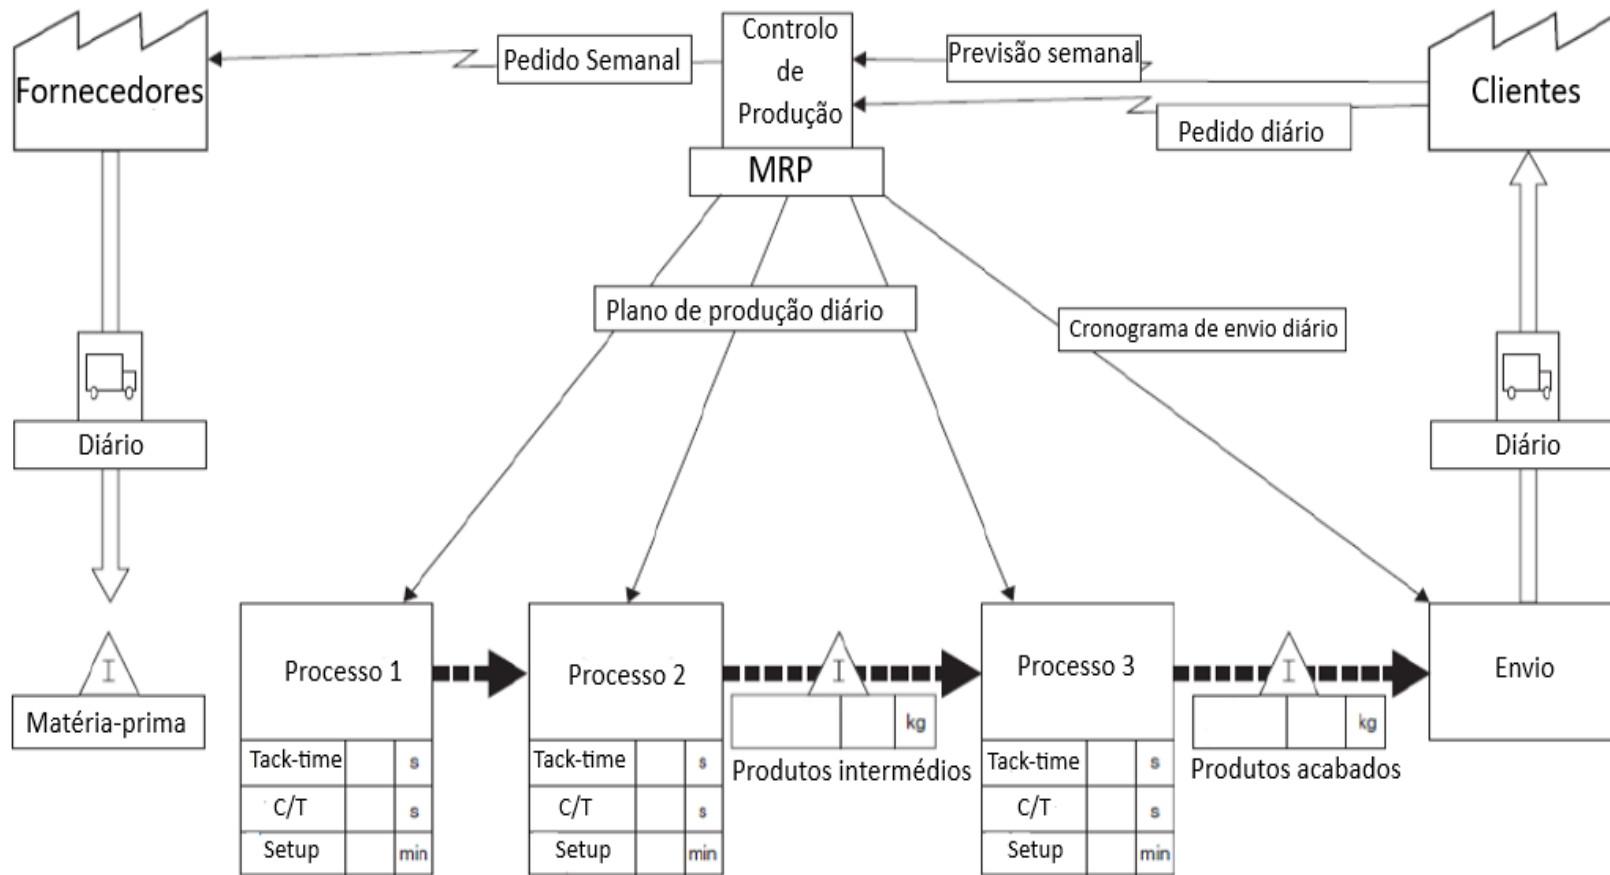 Fornecedores
Pedido Semanal
Controlo
de
Produção
MRP
Previsão semanal
Pedido diário
Clientes
Plano de produção diário
Cronograma de envio diário
Diário
Diário
I
Matéria-prima
Processo 1
Tack-time s
C/T s
Setup min
Processo 2
Tack-time s
C/T s
Setup min
I
kg
Produtos intermédios
Processo 3
Tack-time s
C/T s
Setup min
I
kg
Produtos acabados
Envio